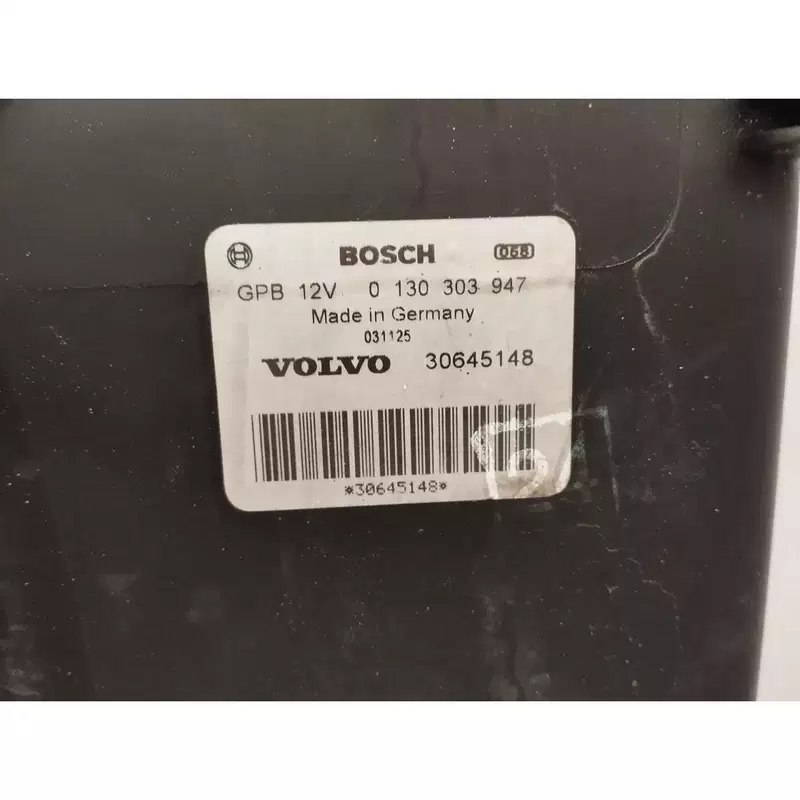 BOSCH 068
GPB 12V 0 130 303 947
Made in Germany
031125
VOLVO 30645148
*30645148*